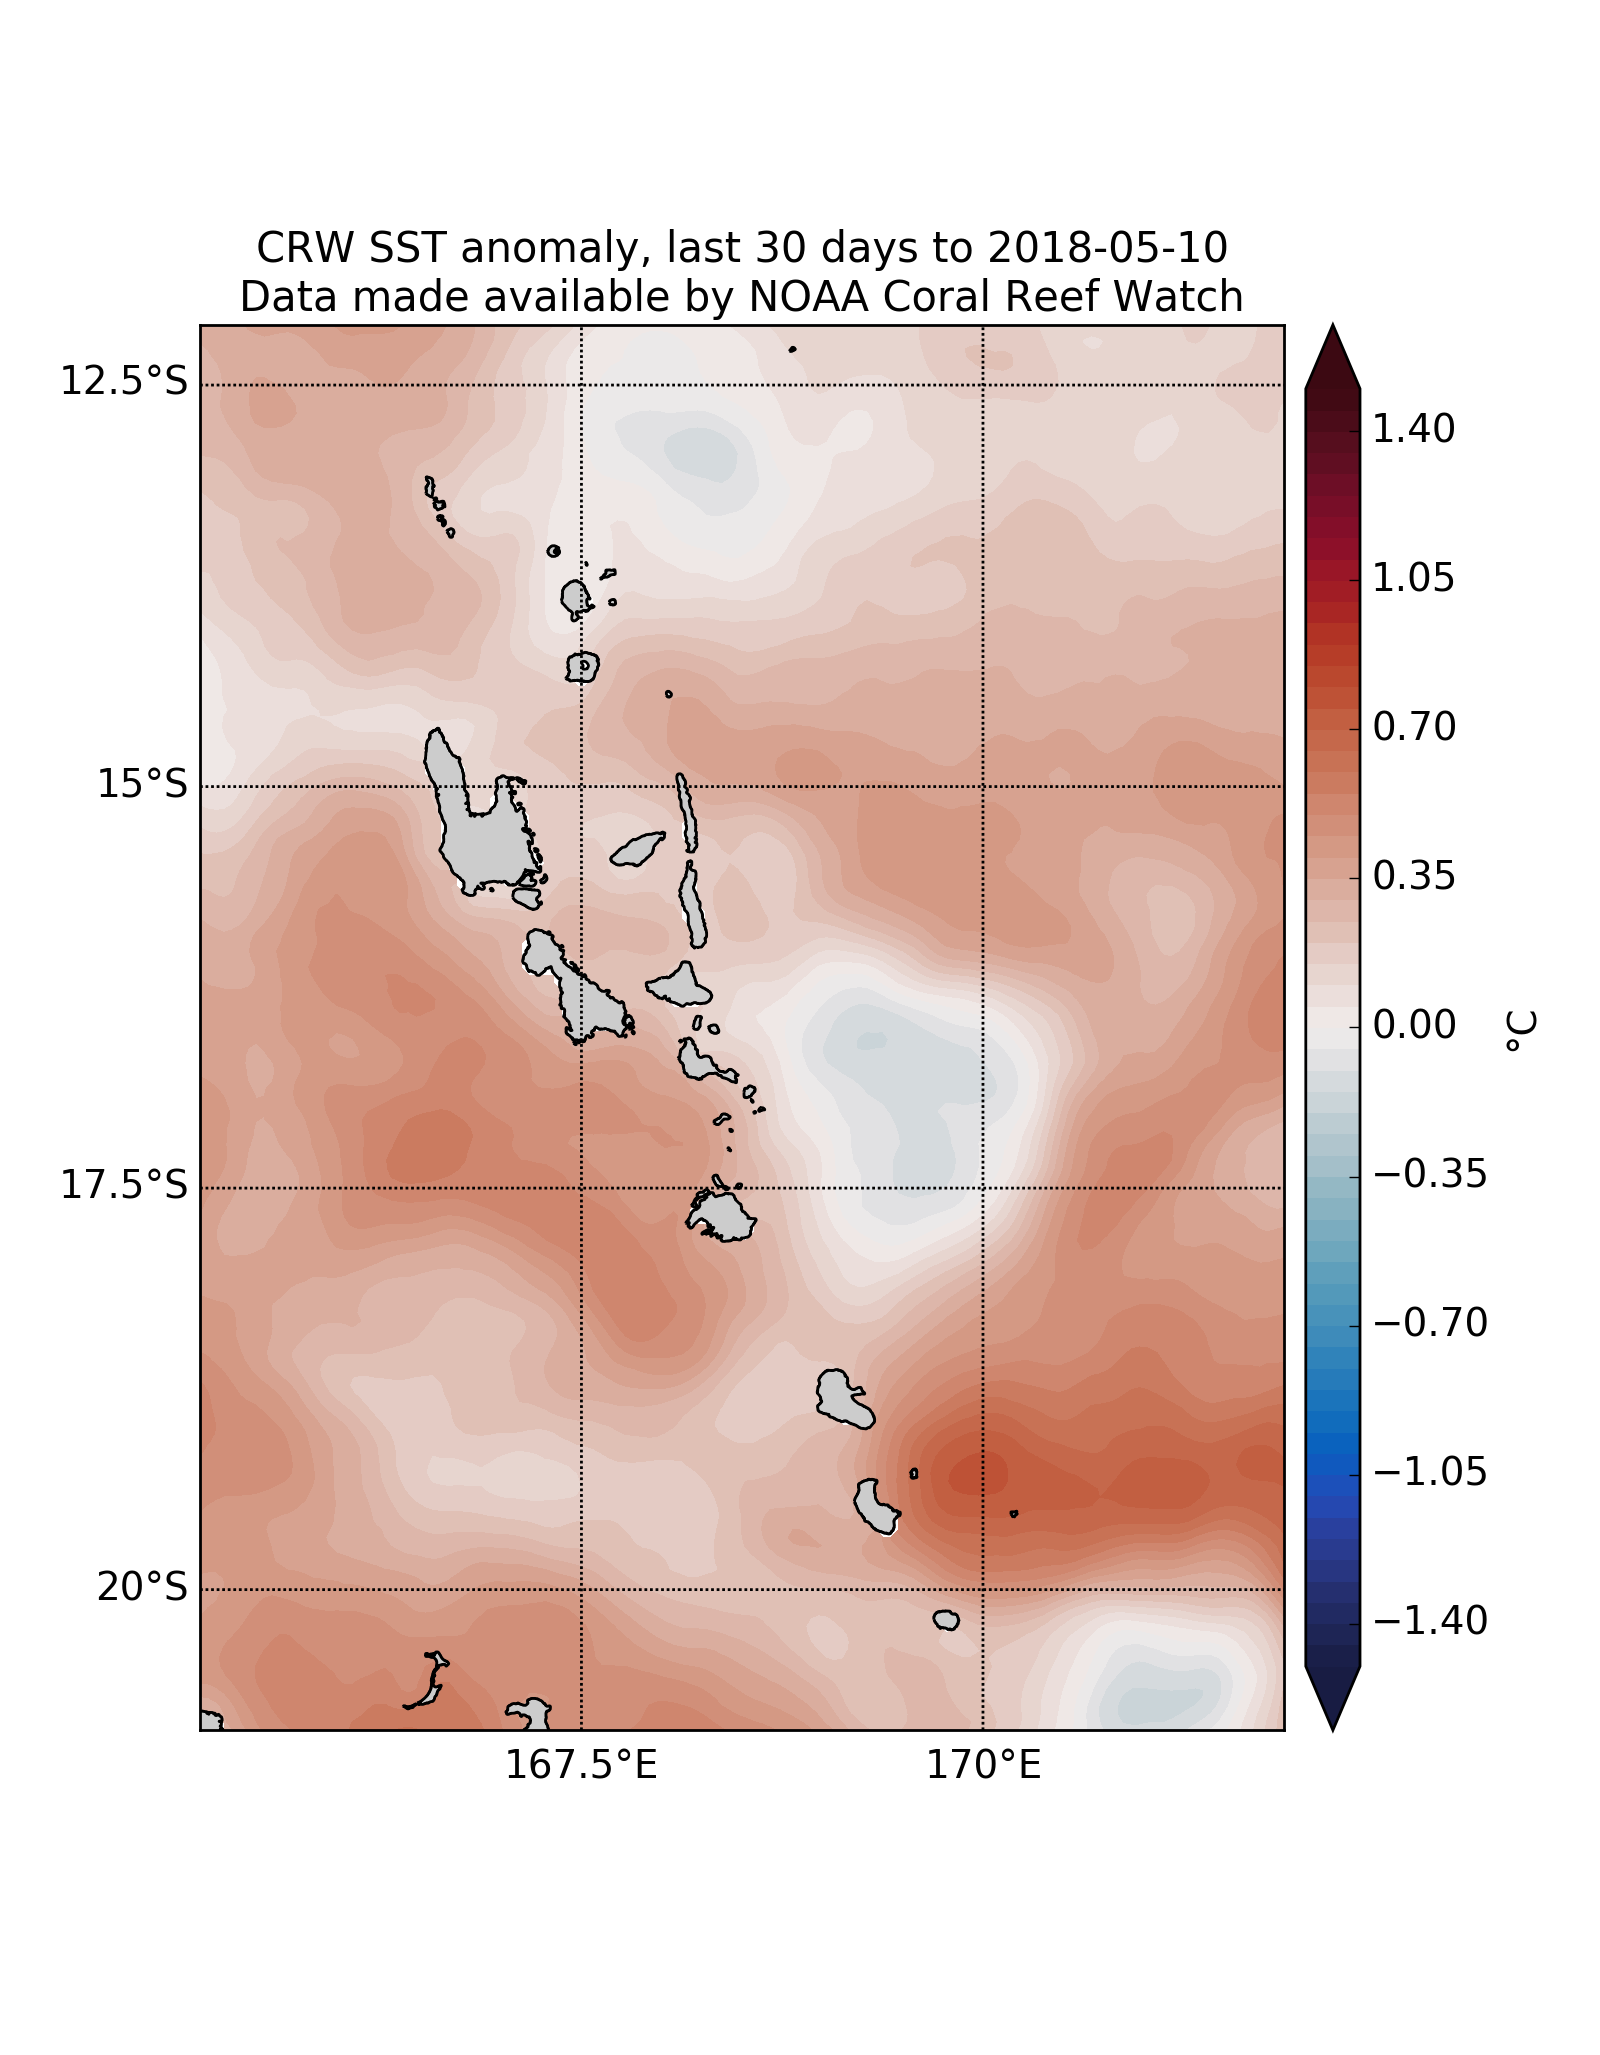 CRW SST anomaly, last 30 days to 2018-05-10
Data made available by NOAA Coral Reef Watch
12.5°S
15°S
17.5°S
20°S
167.5°E
170°E
1.40
1.05
0.70
0.35
0.00
−0.35
−0.70
−1.05
−1.40
°C